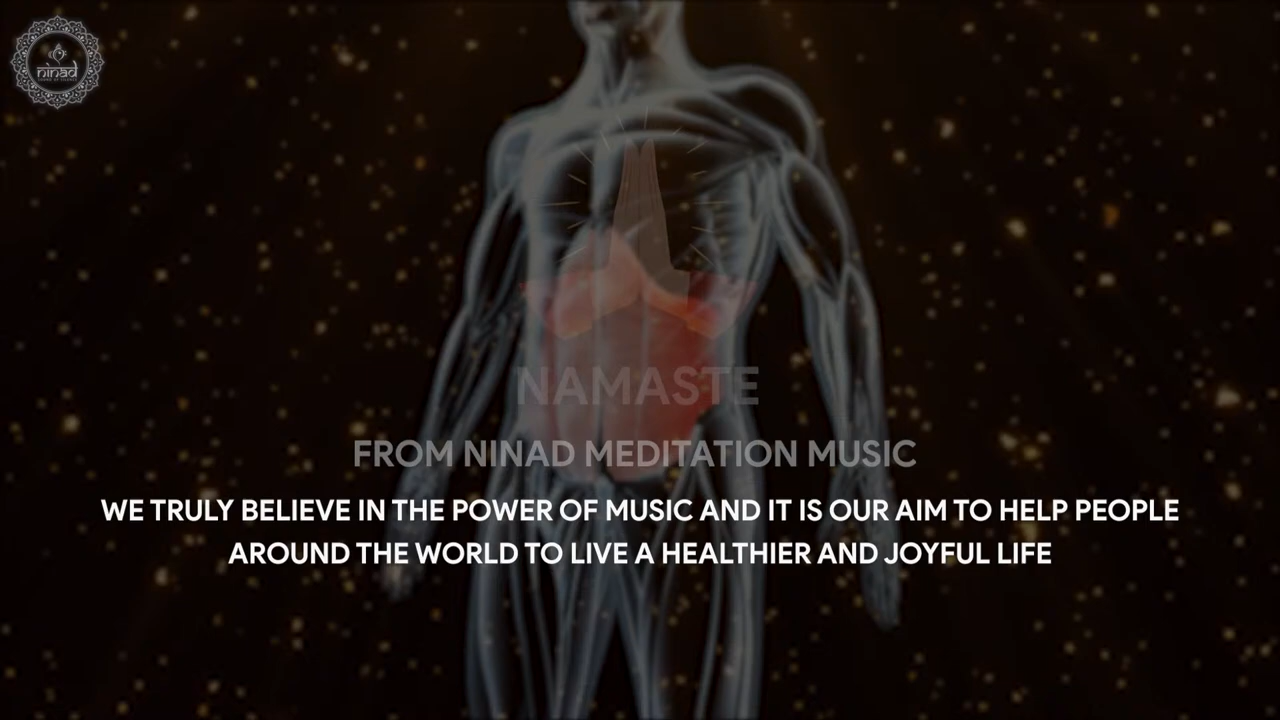 ninad
NAMASTE
FROM NINAD MEDITATION MUSIC
WE TRULY BELIEVE IN THE POWER OF MUSIC AND IT IS OUR AIM TO HELP PEOPLE
AROUND THE WORLD TO LIVE A HEALTHIER AND JOYFUL LIFE